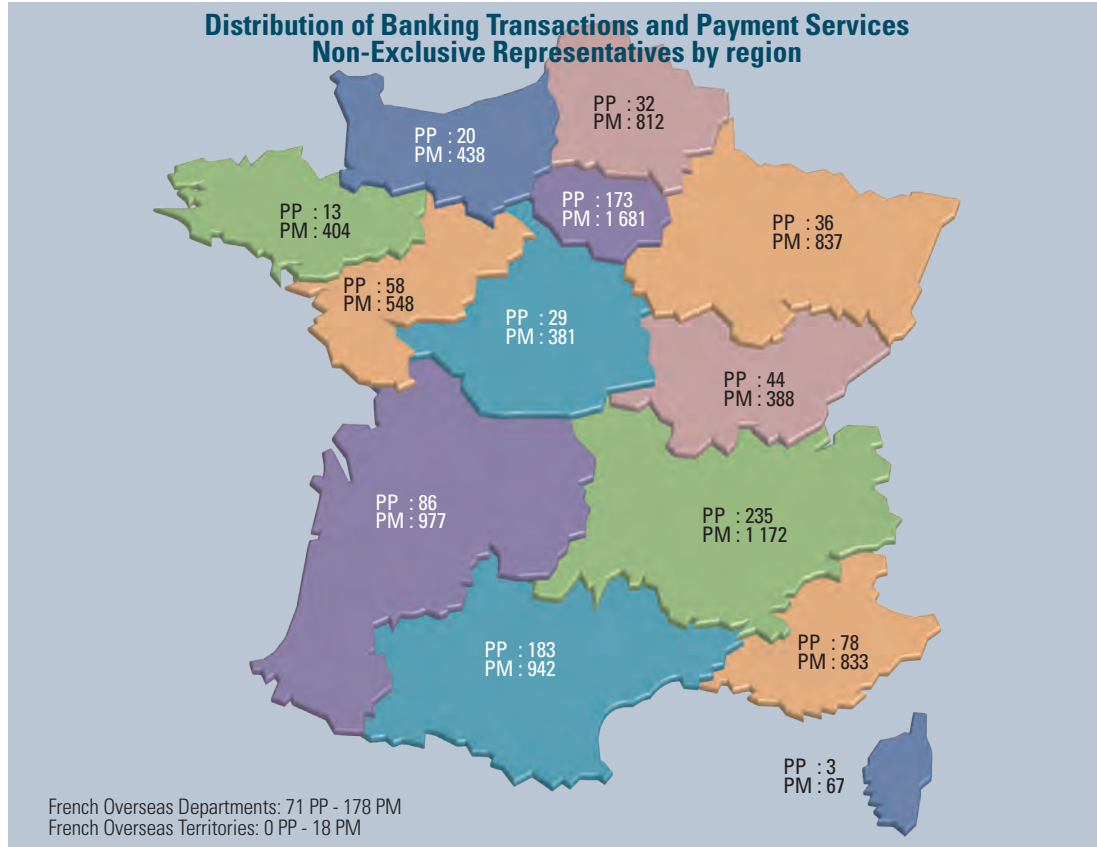 Distribution of Banking Transactions and Payment Services
Non-Exclusive Representatives by region
PP : 32
PM : 812
PP : 20
PM : 438
PP : 173
PM : 1 681
PP : 13
PM : 404
PP : 36
PM : 837
PP : 58
PM : 548
PP : 29
PM : 381
PP : 44
PM : 388
PP : 86
PM : 977
PP : 235
PM : 1 172
PP : 183
PM : 942
PP : 78
PM : 833
PP : 3
PM : 67
French Overseas Departments: 71 PP - 178 PM
French Overseas Territories: 0 PP - 18 PM